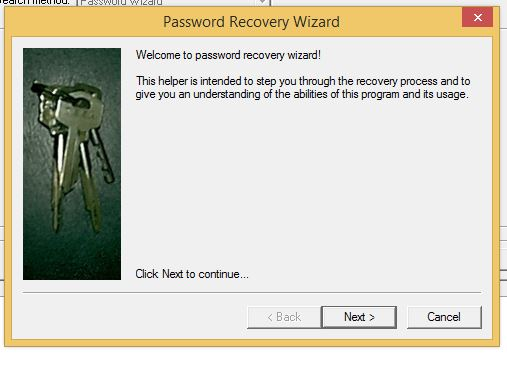 Search method: Password Wizard
Password Recovery Wizard
Welcome to password recovery wizard!
This helper is intended to step you through the recovery process and to
give you an understanding of the abilities of this program and its usage.
Click Next to continue...
< Back Next > Cancel